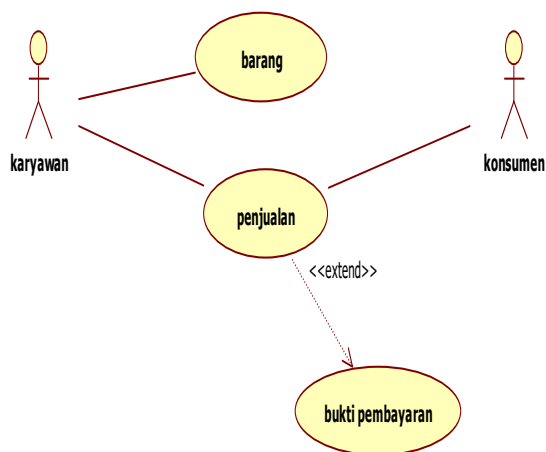 barang
karyawan
konsumen
penjualan
<<extend>>
bukti pembayaran